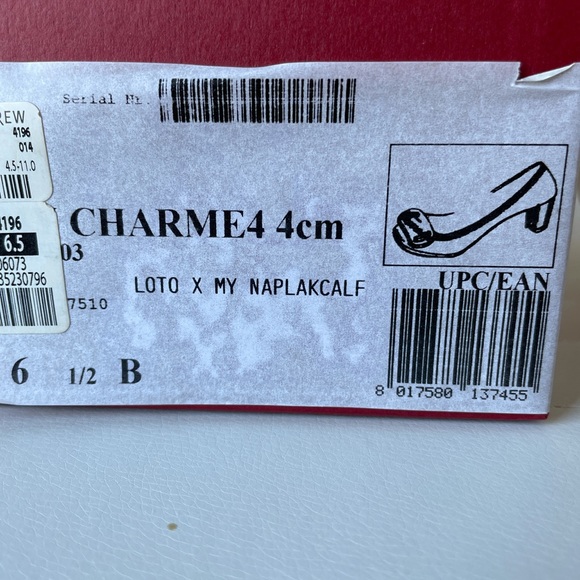 Serial Nr.
REW
4196
014
4.5-11.0
4196
6.5
06073
35230796
CHARME4 4cm
03
LOTO X MY NAPLAKCALF
7510
6 1/2 B
UPC/EAN
8 017580 137455